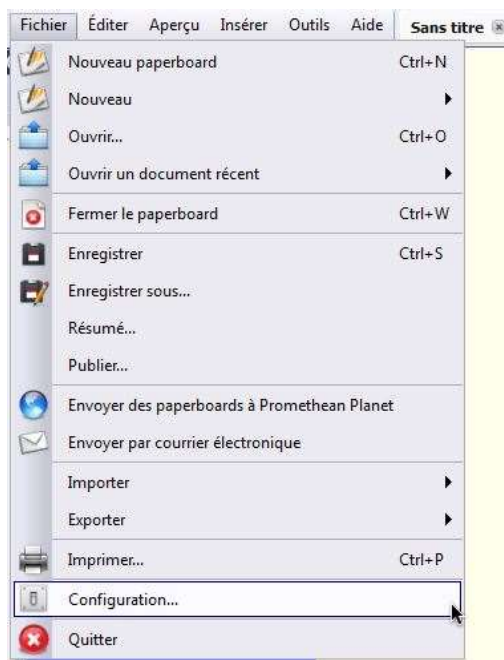 Fichier Éditer Aperçu Insérer Outils Aide Sans titre
Nouveau paperboard Ctrl+N
Nouveau
Ouvrir... Ctrl+O
Ouvrir un document récent
Fermer le paperboard Ctrl+W
Enregistrer Ctrl+S
Enregistrer sous...
Résumé...
Publier...
Envoyer des paperboards à Promethean Planet
Envoyer par courrier électronique
Importer
Exporter
Imprimer... Ctrl+P
Configuration...
Quitter